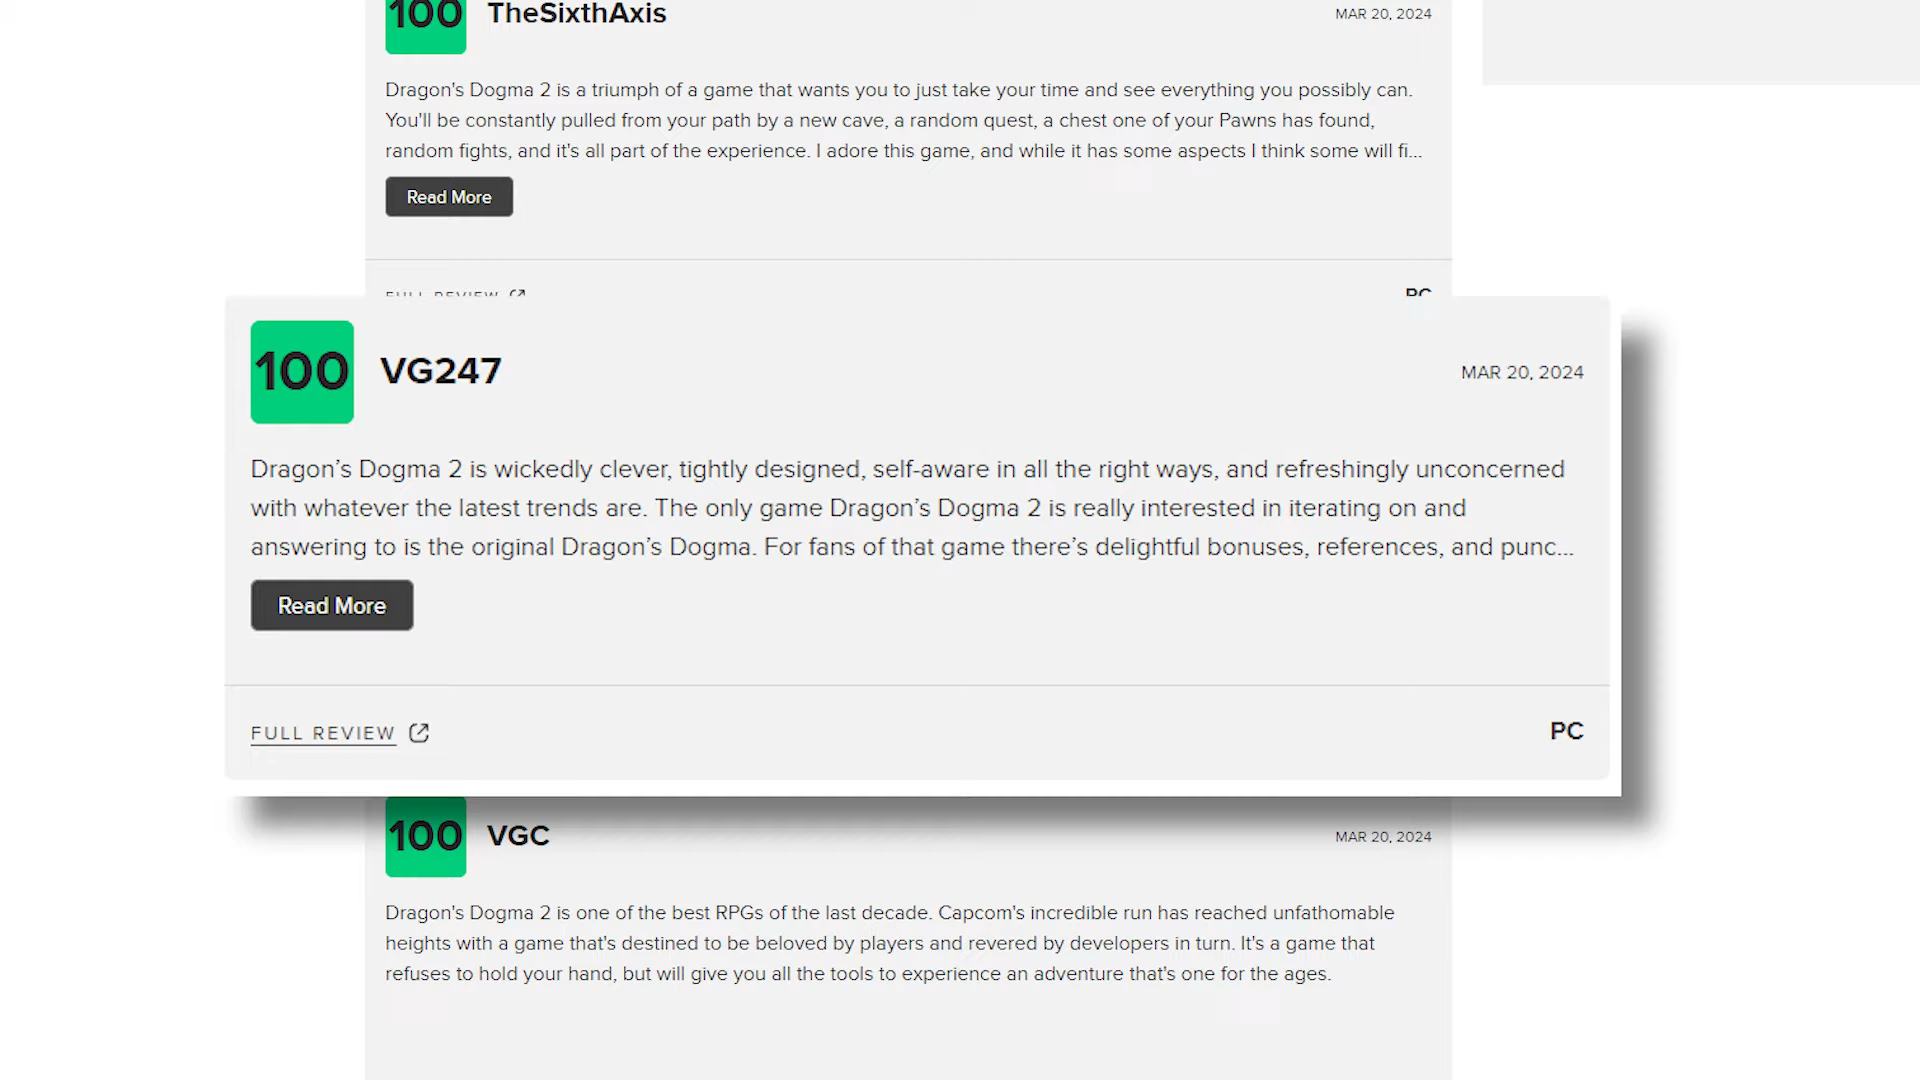 100 TheSixthAxis MAR 20, 2024
Dragon's Dogma 2 is a triumph of a game that wants you to just take your time and see everything you possibly can.
You'll be constantly pulled from your path by a new cave, a random quest, a chest one of your Pawns has found,
random fights, and it's all part of the experience. I adore this game, and while it has some aspects I think some will fi...
Read More
FULL REVIEW PC
100 VG247 MAR 20, 2024
Dragon’s Dogma 2 is wickedly clever, tightly designed, self-aware in all the right ways, and refreshingly unconcerned
with whatever the latest trends are. The only game Dragon’s Dogma 2 is really interested in iterating on and
answering to is the original Dragon’s Dogma. For fans of that game there’s delightful bonuses, references, and punc...
Read More
FULL REVIEW PC
100 VGC MAR 20, 2024
Dragon's Dogma 2 is one of the best RPGs of the last decade. Capcom's incredible run has reached unfathomable
heights with a game that's destined to be beloved by players and revered by developers in turn. It's a game that
refuses to hold your hand, but will give you all the tools to experience an adventure that's one for the ages.